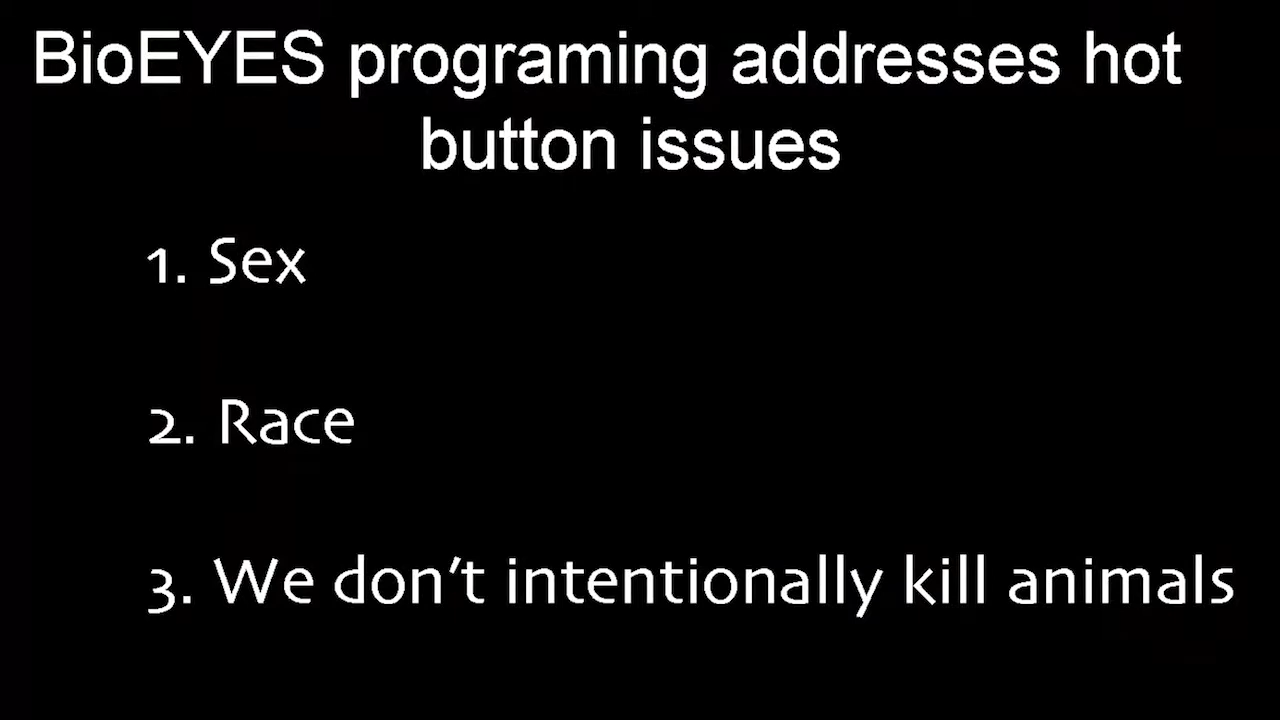 BioEYES programing addresses hot
button issues
1. Sex
2. Race
3. We don’t intentionally kill animals